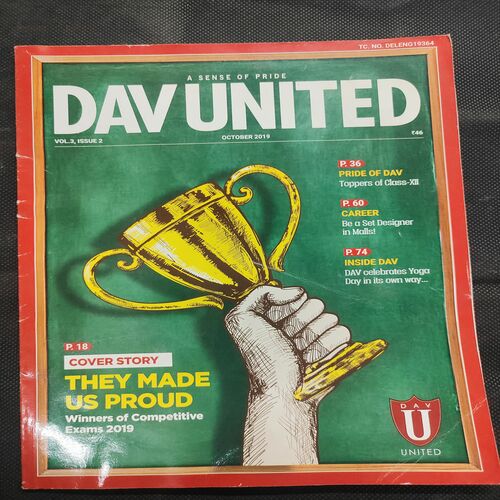 TC. NO. DELENG19364
A SENSE OF PRIDE
DAV UNITED
VOL.3, ISSUE 2
OCTOBER 2019
₹46
P. 36
PRIDE OF DAV
Toppers of Class-XII
P. 60
CAREER
Be a Set Designer
in Malls!
P. 74
INSIDE DAV
DAV celebrates Yoga
Day in its own way...
P. 18
COVER STORY
THEY MADE
US PROUD
Winners of Competitive
Exams 2019
DAV
U
UNITED